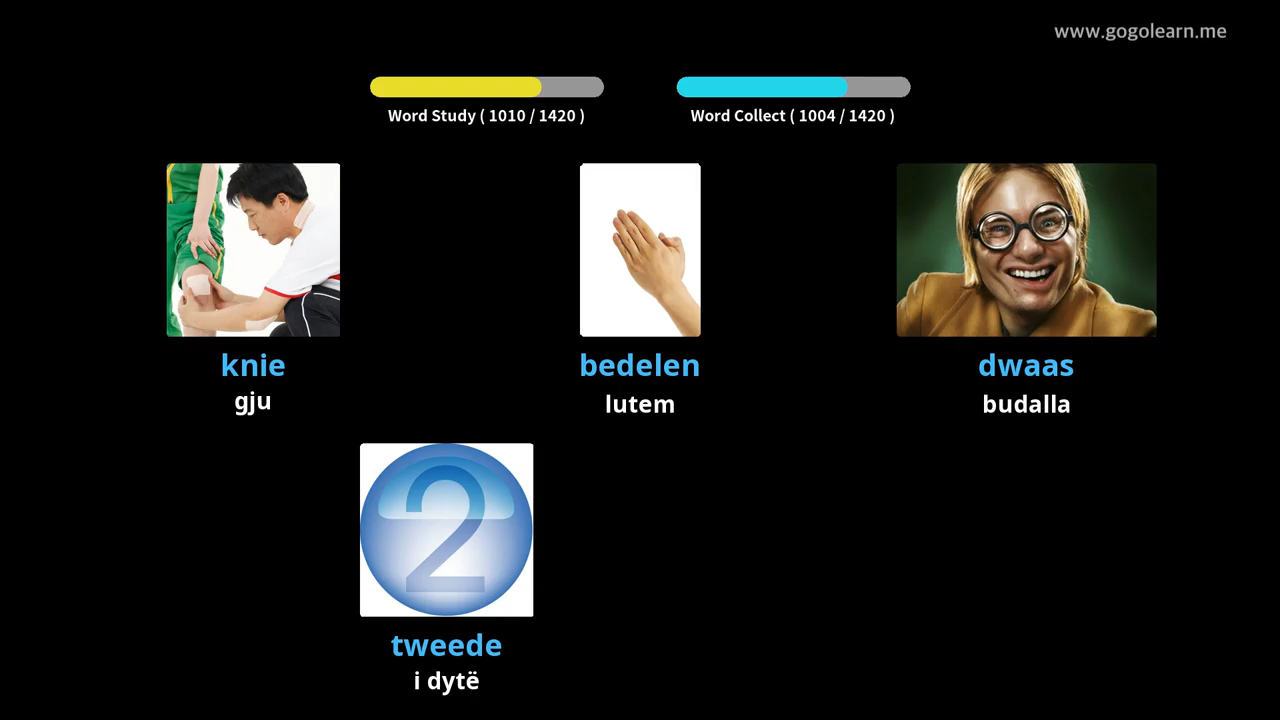 www.gogolearn.me
Word Study ( 1010 / 1420 )
Word Collect ( 1004 / 1420 )
knie
gju
bedelen
lutem
dwaas
budalla
2
tweede
i dytë